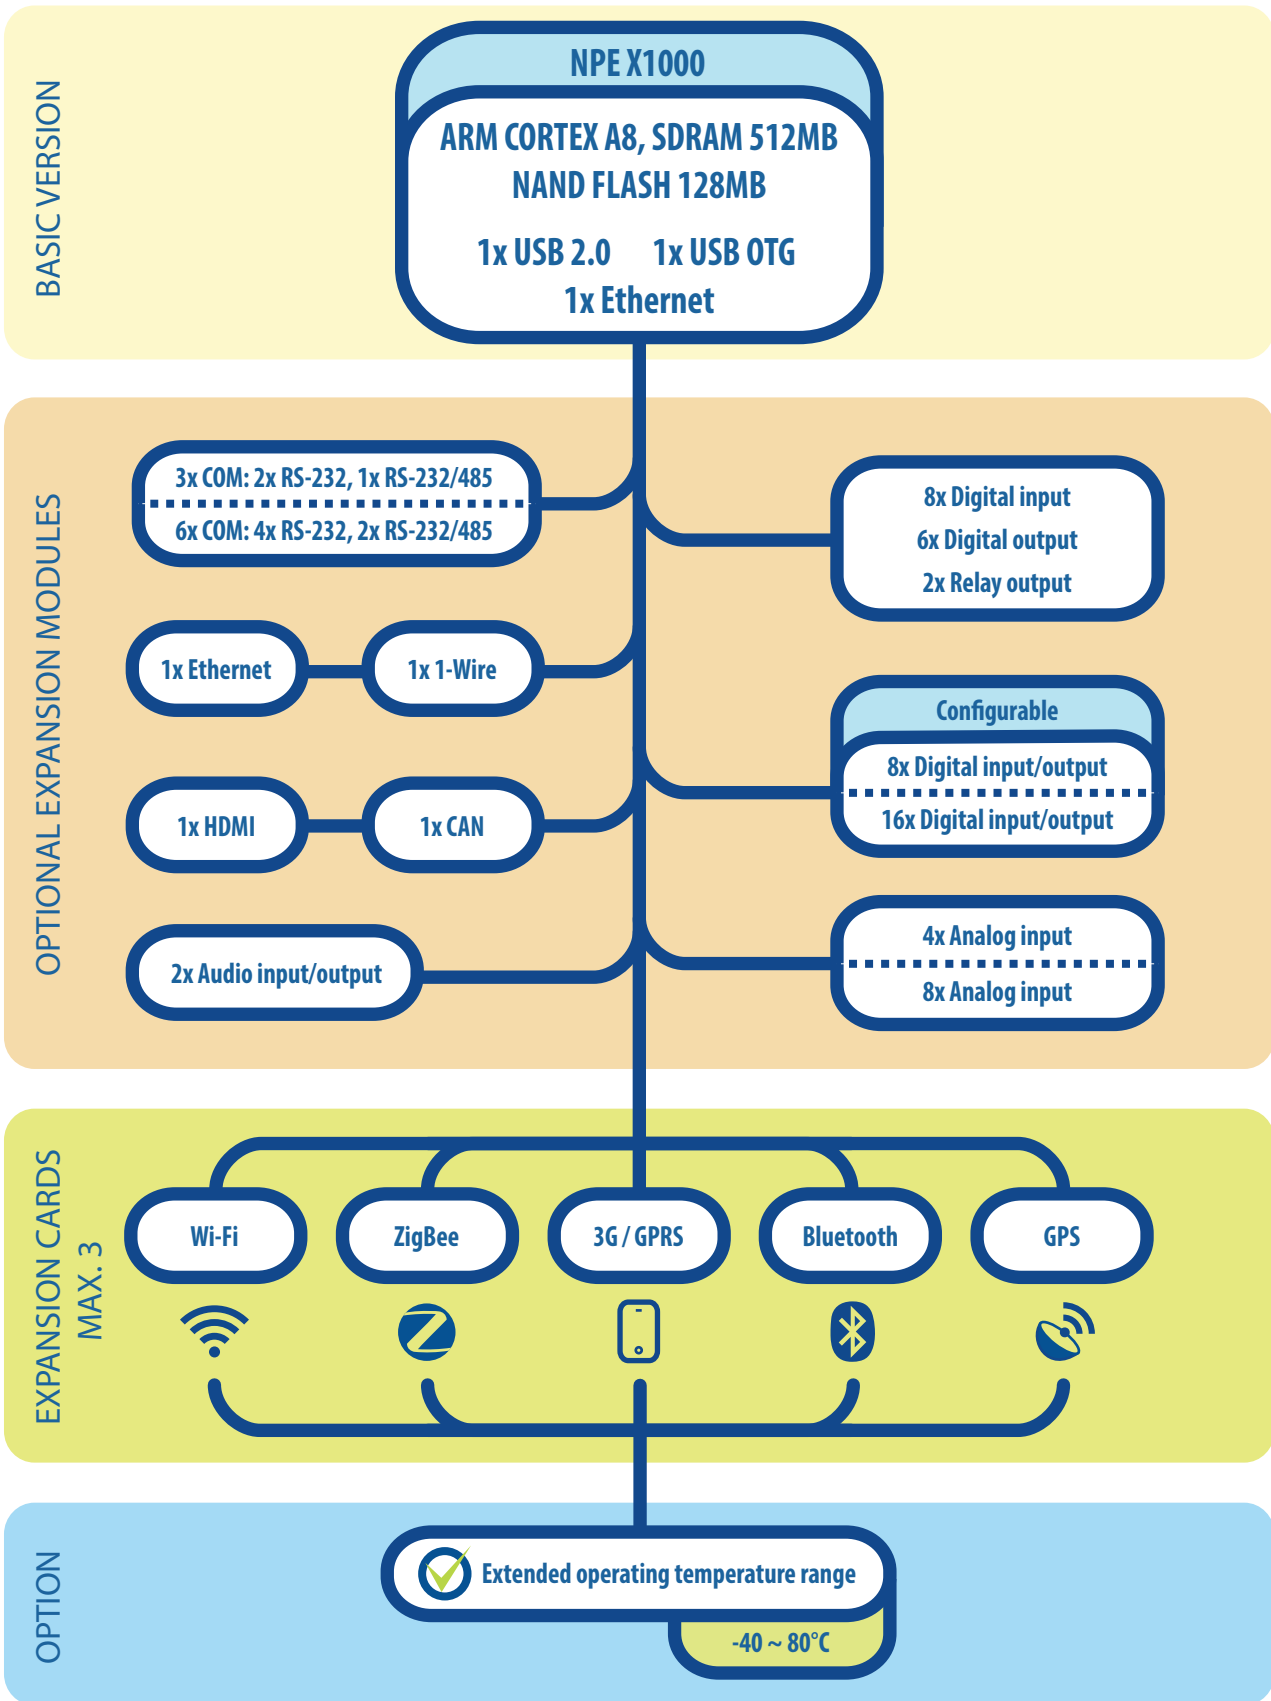 BASIC VERSION
NPE X1000
ARM CORTEX A8, SDRAM 512MB
NAND FLASH 128MB
1x USB 2.0 1x USB OTG
1x Ethernet
OPTIONAL EXPANSION MODULES
3x COM: 2x RS-232, 1x RS-232/485
6x COM: 4x RS-232, 2x RS-232/485
8x Digital input
6x Digital output
2x Relay output
1x Ethernet
1x 1-Wire
Configurable
8x Digital input/output
16x Digital input/output
1x HDMI
1x CAN
4x Analog input
8x Analog input
2x Audio input/output
EXPANSION CARDS
MAX. 3
Wi-Fi
ZigBee
3G / GPRS
Bluetooth
GPS
OPTION
Extended operating temperature range
-40 ~ 80°C